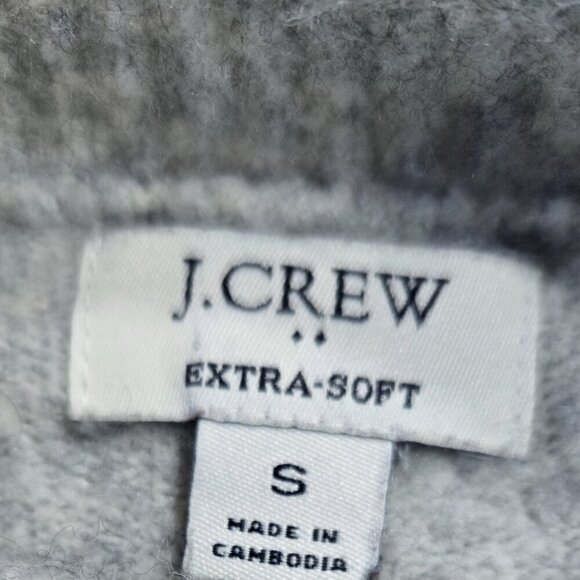 J.CREW
EXTRA-SOFT
S
MADE IN
CAMBODIA